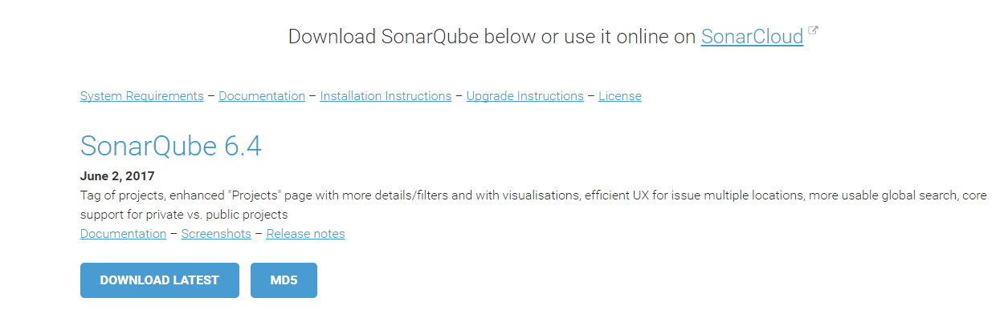 Download SonarQube below or use it online on SonarCloud
System Requirements – Documentation – Installation Instructions – Upgrade Instructions – License
SonarQube 6.4
June 2, 2017
Tag of projects, enhanced "Projects" page with more details/filters and with visualisations, efficient UX for issue multiple locations, more usable global search, core
support for private vs. public projects
Documentation – Screenshots – Release notes
DOWNLOAD LATEST MD5